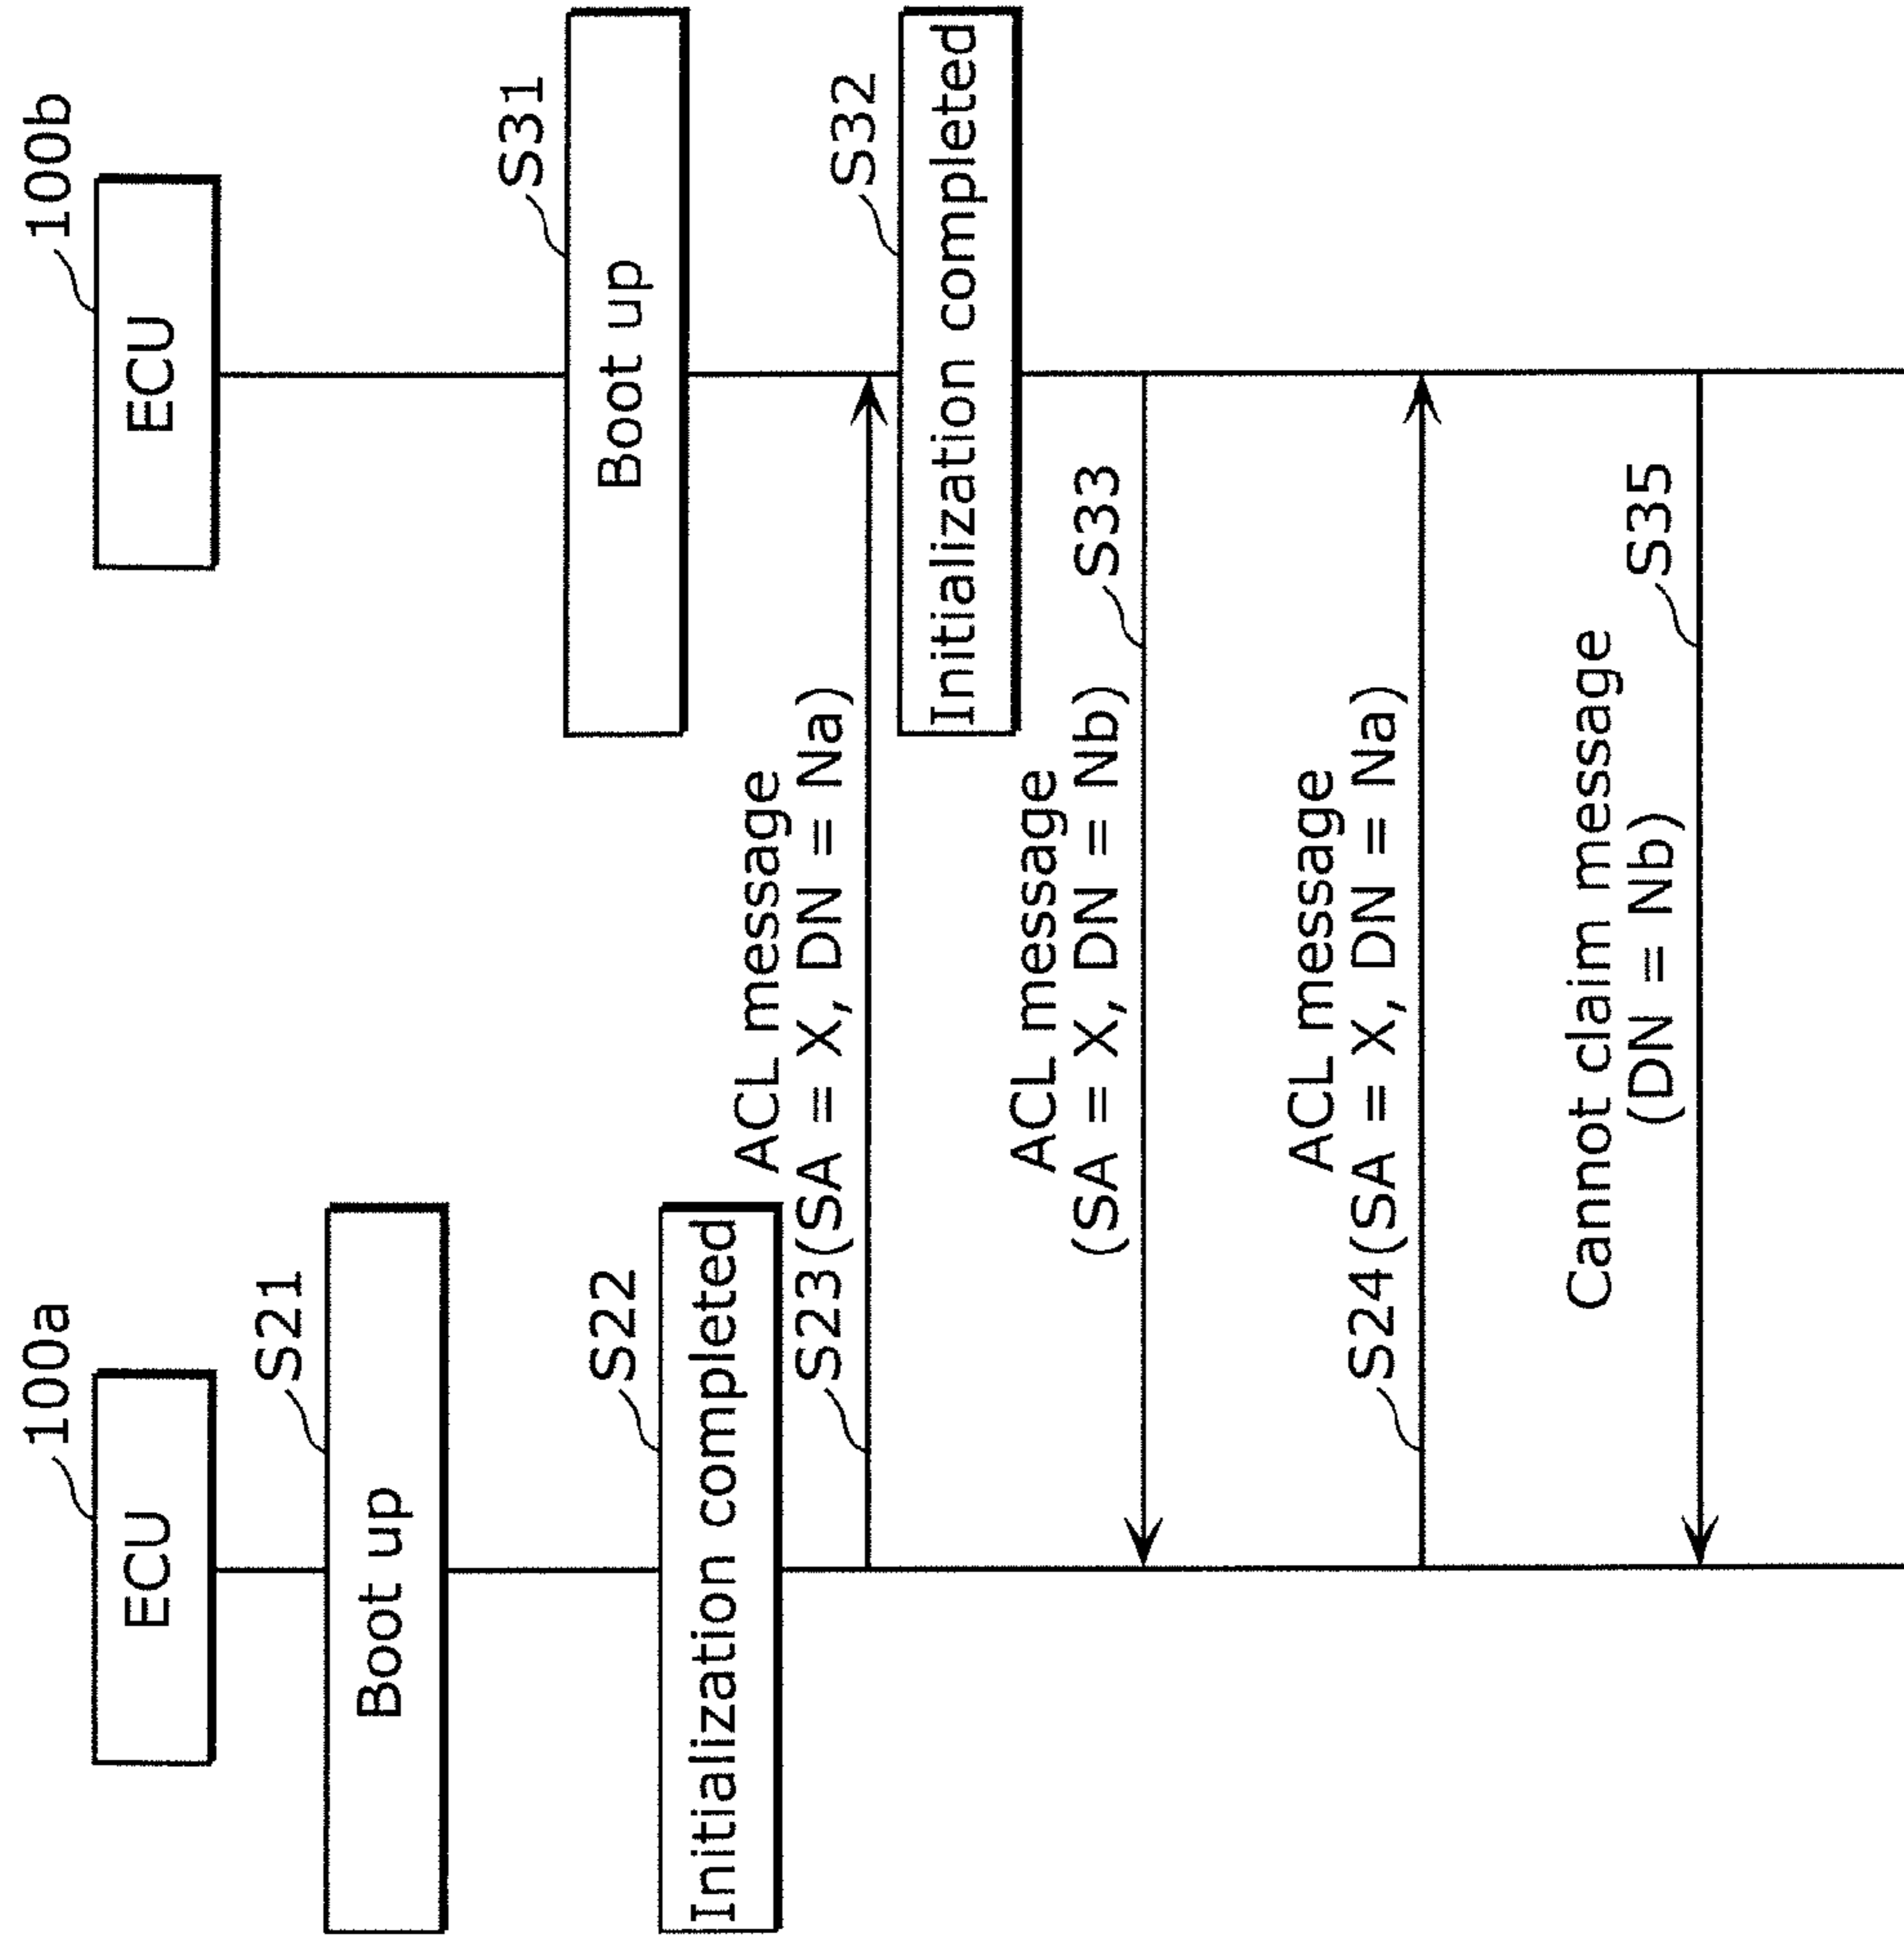 100a
ECU
100b
ECU
S21
Boot up
S31
Boot up
S22
Initialization completed
ACL message
S23(SA = X, DN = Na)
S32
Initialization completed
ACL message
(SA = X, DN = Nb)
S33
ACL message
S24(SA = X, DN = Na)
Cannot claim message
(DN = Nb)
S35